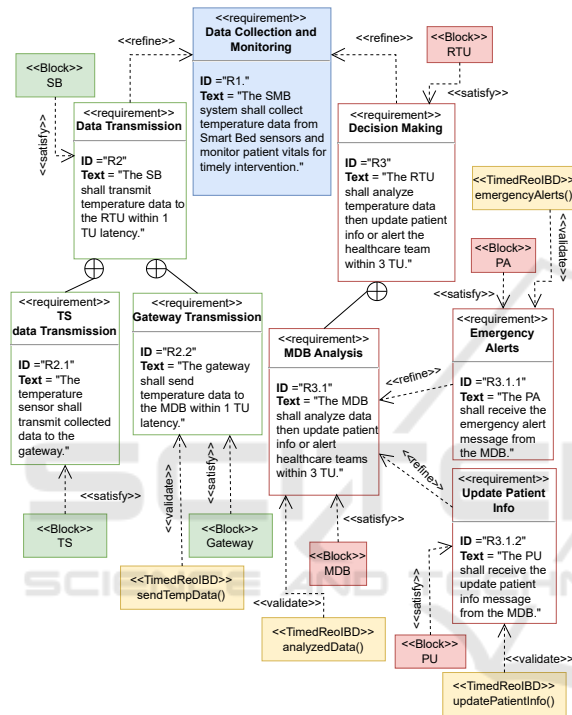 <<requirement>>
Data Collection and
Monitoring
ID ="R1."
Text = "The SMB
system shall collect
temperature data from
Smart Bed sensors and
monitor patient vitals for
timely intervention."
<<refine>>
<<refine>>
<<Block>>
SB
<<satisfy>>
<<Block>>
RTU
<<satisfy>>
<<requirement>>
Data Transmission
ID ="R2"
Text = "The SB
shall transmit
temperature data to
the RTU within 1
TU latency."
<<requirement>>
Decision Making
ID ="R3"
Text = "The RTU
shall analyze
temperature data
then update patient
info or alert the
healthcare team
within 3 TU."
<<TimedReoIBD>>
emergencyAlerts()
<<validate>>
<<Block>>
PA
<<satisfy>>
<<requirement>>
TS
data Transmission
ID ="R2.1"
Text = "The
temperature
sensor shall
transmit collected
data to the
gateway."
<<requirement>>
Gateway Transmission
ID ="R2.2"
Text = "The gateway
shall send
temperature data to
the MDB within 1 TU
latency."
<<requirement>>
MDB Analysis
ID ="R3.1"
Text = "The MDB
shall analyze data
then update patient
info or alert
healthcare teams
within 3 TU."
<<requirement>>
Emergency
Alerts
ID ="R3.1.1"
Text = "The PA
shall receive the
emergency alert
message from
the MDB."
<<refine>>
<<refine>>
<<requirement>>
Update Patient
Info
ID ="R3.1.2"
Text = "The PU
shall receive the
update patient
info message
from the MDB."
<<satisfy>>
<<Block>>
TS
<<validate>>
<<satisfy>>
<<Block>>
Gateway
<<TimedReoIBD>>
sendTempData()
<<satisfy>>
<<Block>>
MDB
<<validate>>
<<TimedReoIBD>>
analyzedData()
<<satisfy>>
<<Block>>
PU
<<validate>>
<<TimedReoIBD>>
updatePatientInfo()